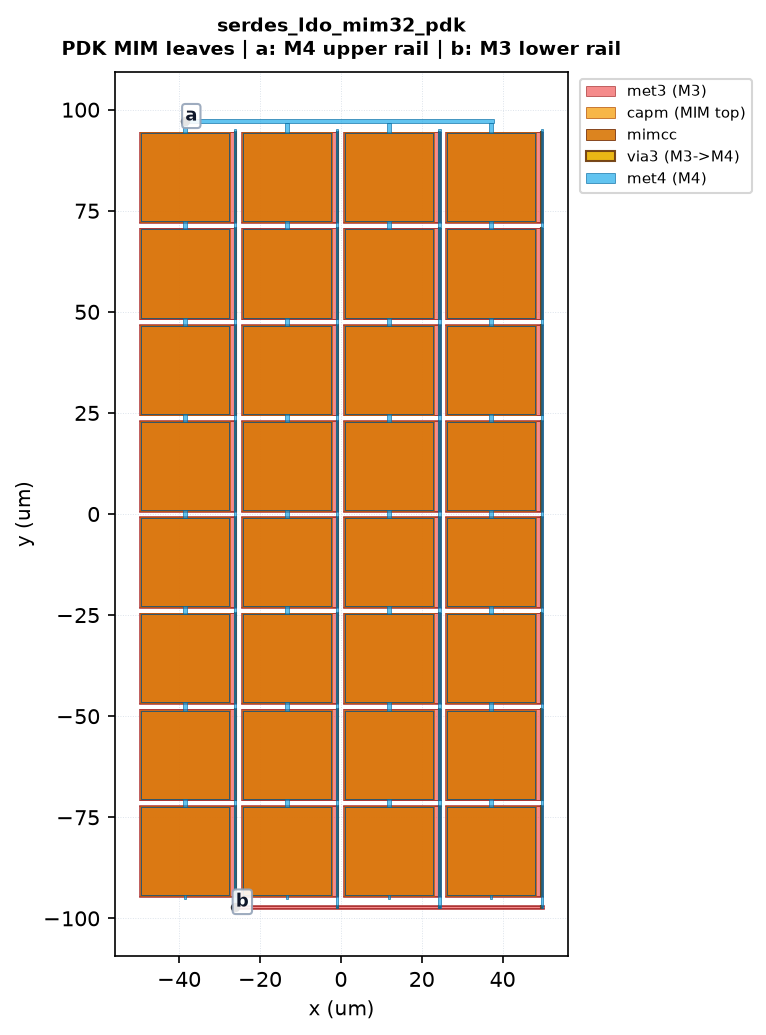 serdes_ldo_mim32_pdk
PDK MIM leaves | a: M4 upper rail | b: M3 lower rail
met3 (M3)
capm (MIM top)
mimcc
via3 (M3->M4)
met4 (M4)
a
b
100
75
50
25
0
−25
−50
−75
−100
y (um)
−40
−20
0
20
40
x (um)